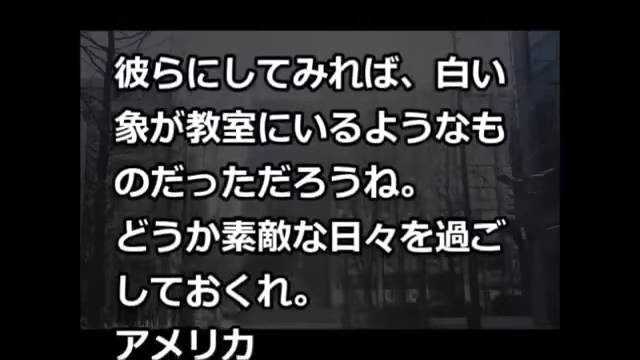 彼らにしてみれば、白い
象が教室にいるようなも
のだっただろうね。
どうか素敵な日々を過ご
しておくれ。
アメリカ